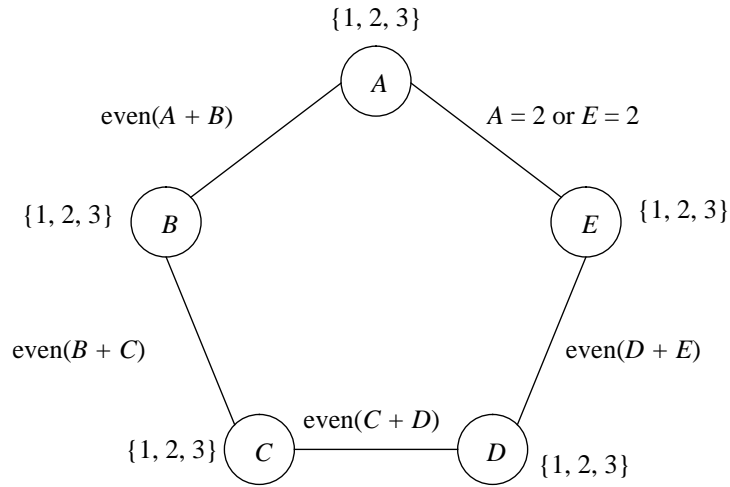 {1, 2, 3}
A
even(A + B)
A = 2 or E = 2
{1, 2, 3}
B
E
{1, 2, 3}
even(B + C)
even(D + E)
even(C + D)
{1, 2, 3}
C
D
{1, 2, 3}